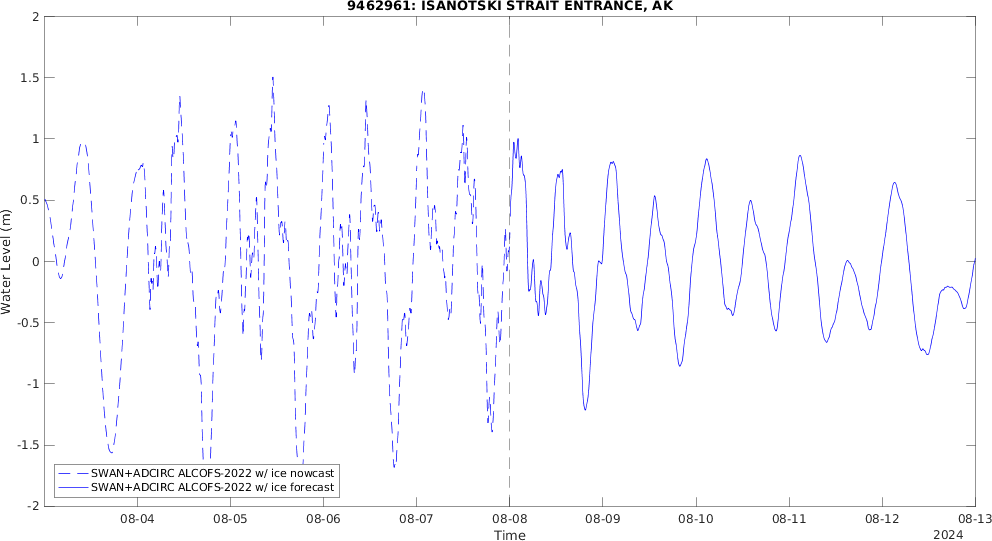 9462961: ISANOTSKI STRAIT ENTRANCE, AK
Water Level (m)
2
1.5
1
0.5
0
-0.5
-1
-1.5
-2
SWAN+ADCIRC ALCOFS-2022 w/ ice nowcast
SWAN+ADCIRC ALCOFS-2022 w/ ice forecast
08-04 08-05 08-06 08-07 08-08 08-09 08-10 08-11 08-12 08-13
Time
2024